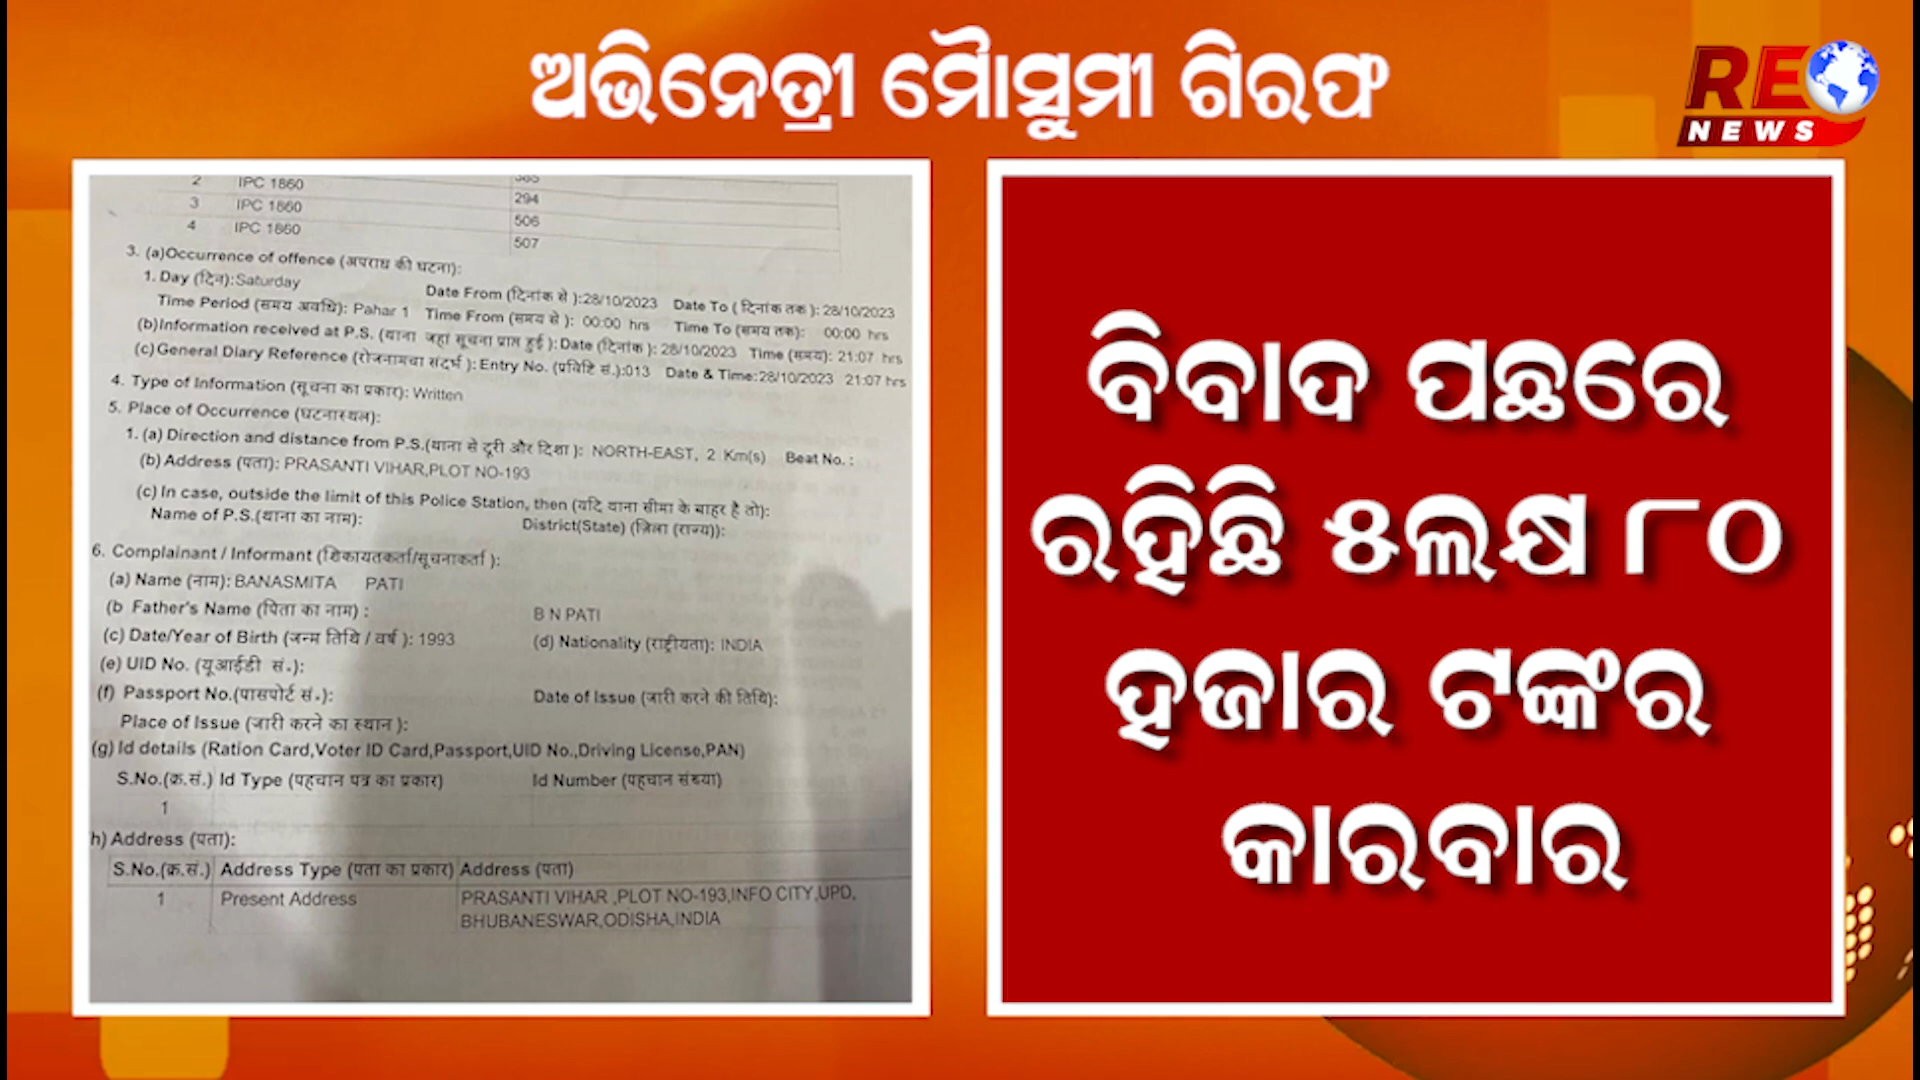 ଅଭିନେତ୍ରୀ ମୌସୁମୀ ଗିରଫ
REO
NEWS
2 IPC 1860
3 IPC 1860 294
4 IPC 1860 506
507
3. (a)Occurrence of offence (अपराध की घटना):
1. Day (दिन):Saturday Date From (दिनांक से ):28/10/2023 Date To ( दिनांक तक ): 28/10/2023
Time Period (समय अवधि): Pahar 1 Time From (समय से ): 00:00 hrs Time To (समय तक): 00:00 hrs
(b)Information received at P.S. (थाना जहां सूचना प्राप्त हुई ):Date (दिनांक ): 28/10/2023 Time (समय): 21:07 hrs
(c)General Diary Reference (रोजनामचा संदर्भ ):Entry No. (प्रविष्टि सं.):013 Date & Time:28/10/2023 21:07 hrs
4. Type of Information (सूचना का प्रकार): Written
5. Place of Occurrence (घटनास्थल):
1. (a) Direction and distance from P.S.(थाना से दूरी और दिशा ): NORTH-EAST, 2 Km(s) Beat No. :
(b) Address (पता): PRASANTI VIHAR,PLOT NO-193
(c) In case, outside the limit of this Police Station, then (यदि थाना सीमा के बाहर है तो):
Name of P.S.(थाना का नाम): District(State) (जिला (राज्य)):
6. Complainant / Informant (शिकायतकर्ता/सूचनाकर्ता ):
(a) Name (नाम): BANASMITA PATI
(b Father's Name (पिता का नाम) : B N PATI
(c) Date/Year of Birth (जन्म तिथि / वर्ष ): 1993 (d) Nationality (राष्ट्रीयता): INDIA
(e) UID No. (यूआईडी सं.):
(f) Passport No.(पासपोर्ट सं.): Date of Issue (जारी करने की तिथि):
Place of Issue (जारी करने का स्थान ):
(g) Id details (Ration Card,Voter ID Card,Passport,UID No.,Driving License,PAN)
S.No.(क्र.सं.) Id Type (पहचान पत्र का प्रकार) Id Number (पहचान संख्या)
1
h) Address (पता):
S.No.(क्र.सं.) Address Type (पता का प्रकार) Address (पता)
1 Present Address PRASANTI VIHAR ,PLOT NO-193,INFO CITY,UPD,
BHUBANESWAR,ODISHA,INDIA
ବିବାଦ ପଛରେ
ରହିଛି ୫ଲକ୍ଷ ୮୦
ହଜାର ଟଙ୍କର
କାରବାର